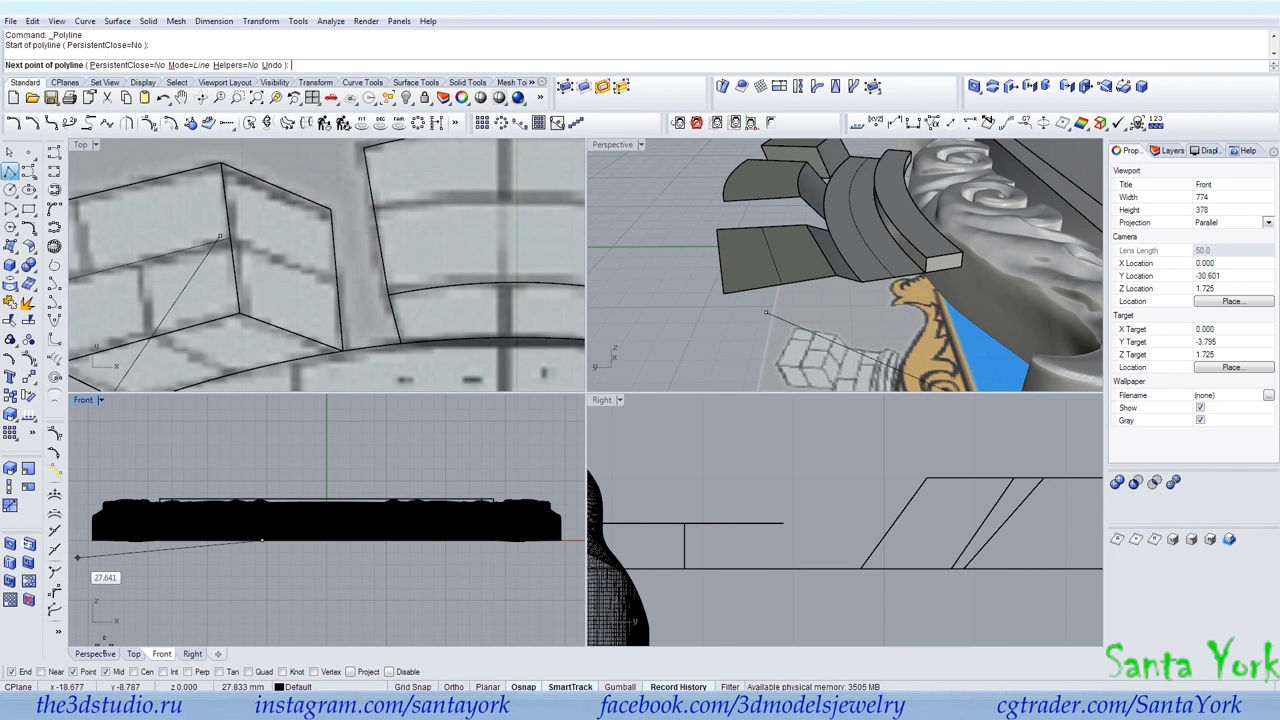 File Edit View Curve Surface Solid Mesh Dimension Transform Tools Analyze Render Panels Help
Command: _Polyline
Start of polyline ( PersistentClose=No ):
Next point of polyline ( PersistentClose=No Mode=Line Helpers=No Undo ):
Standard CPlanes Set View Display Select Viewport Layout Visibility Transform Curve Tools Surface Tools Solid Tools Mesh To
Top
Perspective
Prop... Layers Displ... Help
Viewport
Title Front
Width 774
Height 378
Projection Parallel
Camera
Lens Length 50.0
X Location 0.000
Y Location -30.601
Z Location 1.725
Location Place...
Target
X Target 0.000
Y Target -3.795
Z Target 1.725
Location Place...
Wallpaper
Filename (none)
Show
Gray
Front
Right
27.641
Perspective Top Front Right
End Near Point Mid Cen Int Perp Tan Quad Knot Vertex Project Disable
CPlane x -18.677 y -8.787 z 0.000 27.833 mm Default Grid Snap Ortho Planar Osnap SmartTrack Gumball Record History Filter Available physical memory: 3505 MB
Santa York
the3dstudio.ru instagram.com/santayork facebook.com/3dmodelsjewelry cgtrader.com/SantaYork